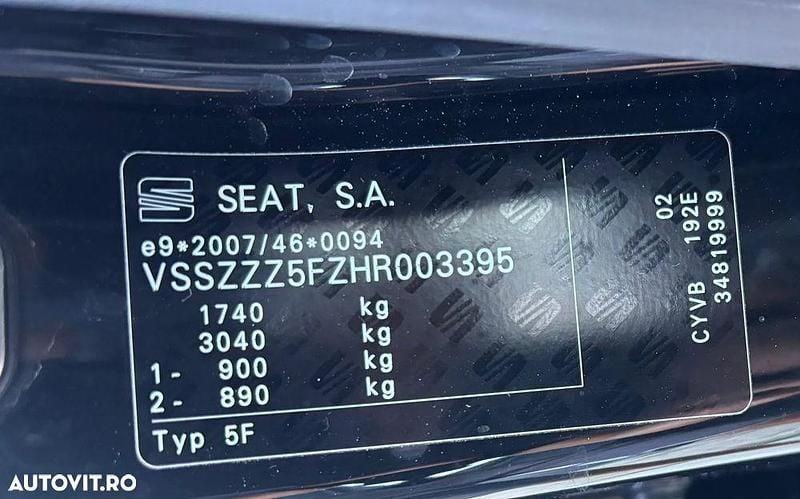 SEAT, S.A.
e9*2007/46*0094
VSSZZZ5FZHR003395
1740 kg
3040 kg
1- 900 kg
2- 890 kg
Typ 5F
02
CYVB 192E
34819999
AUTOVIT.RO